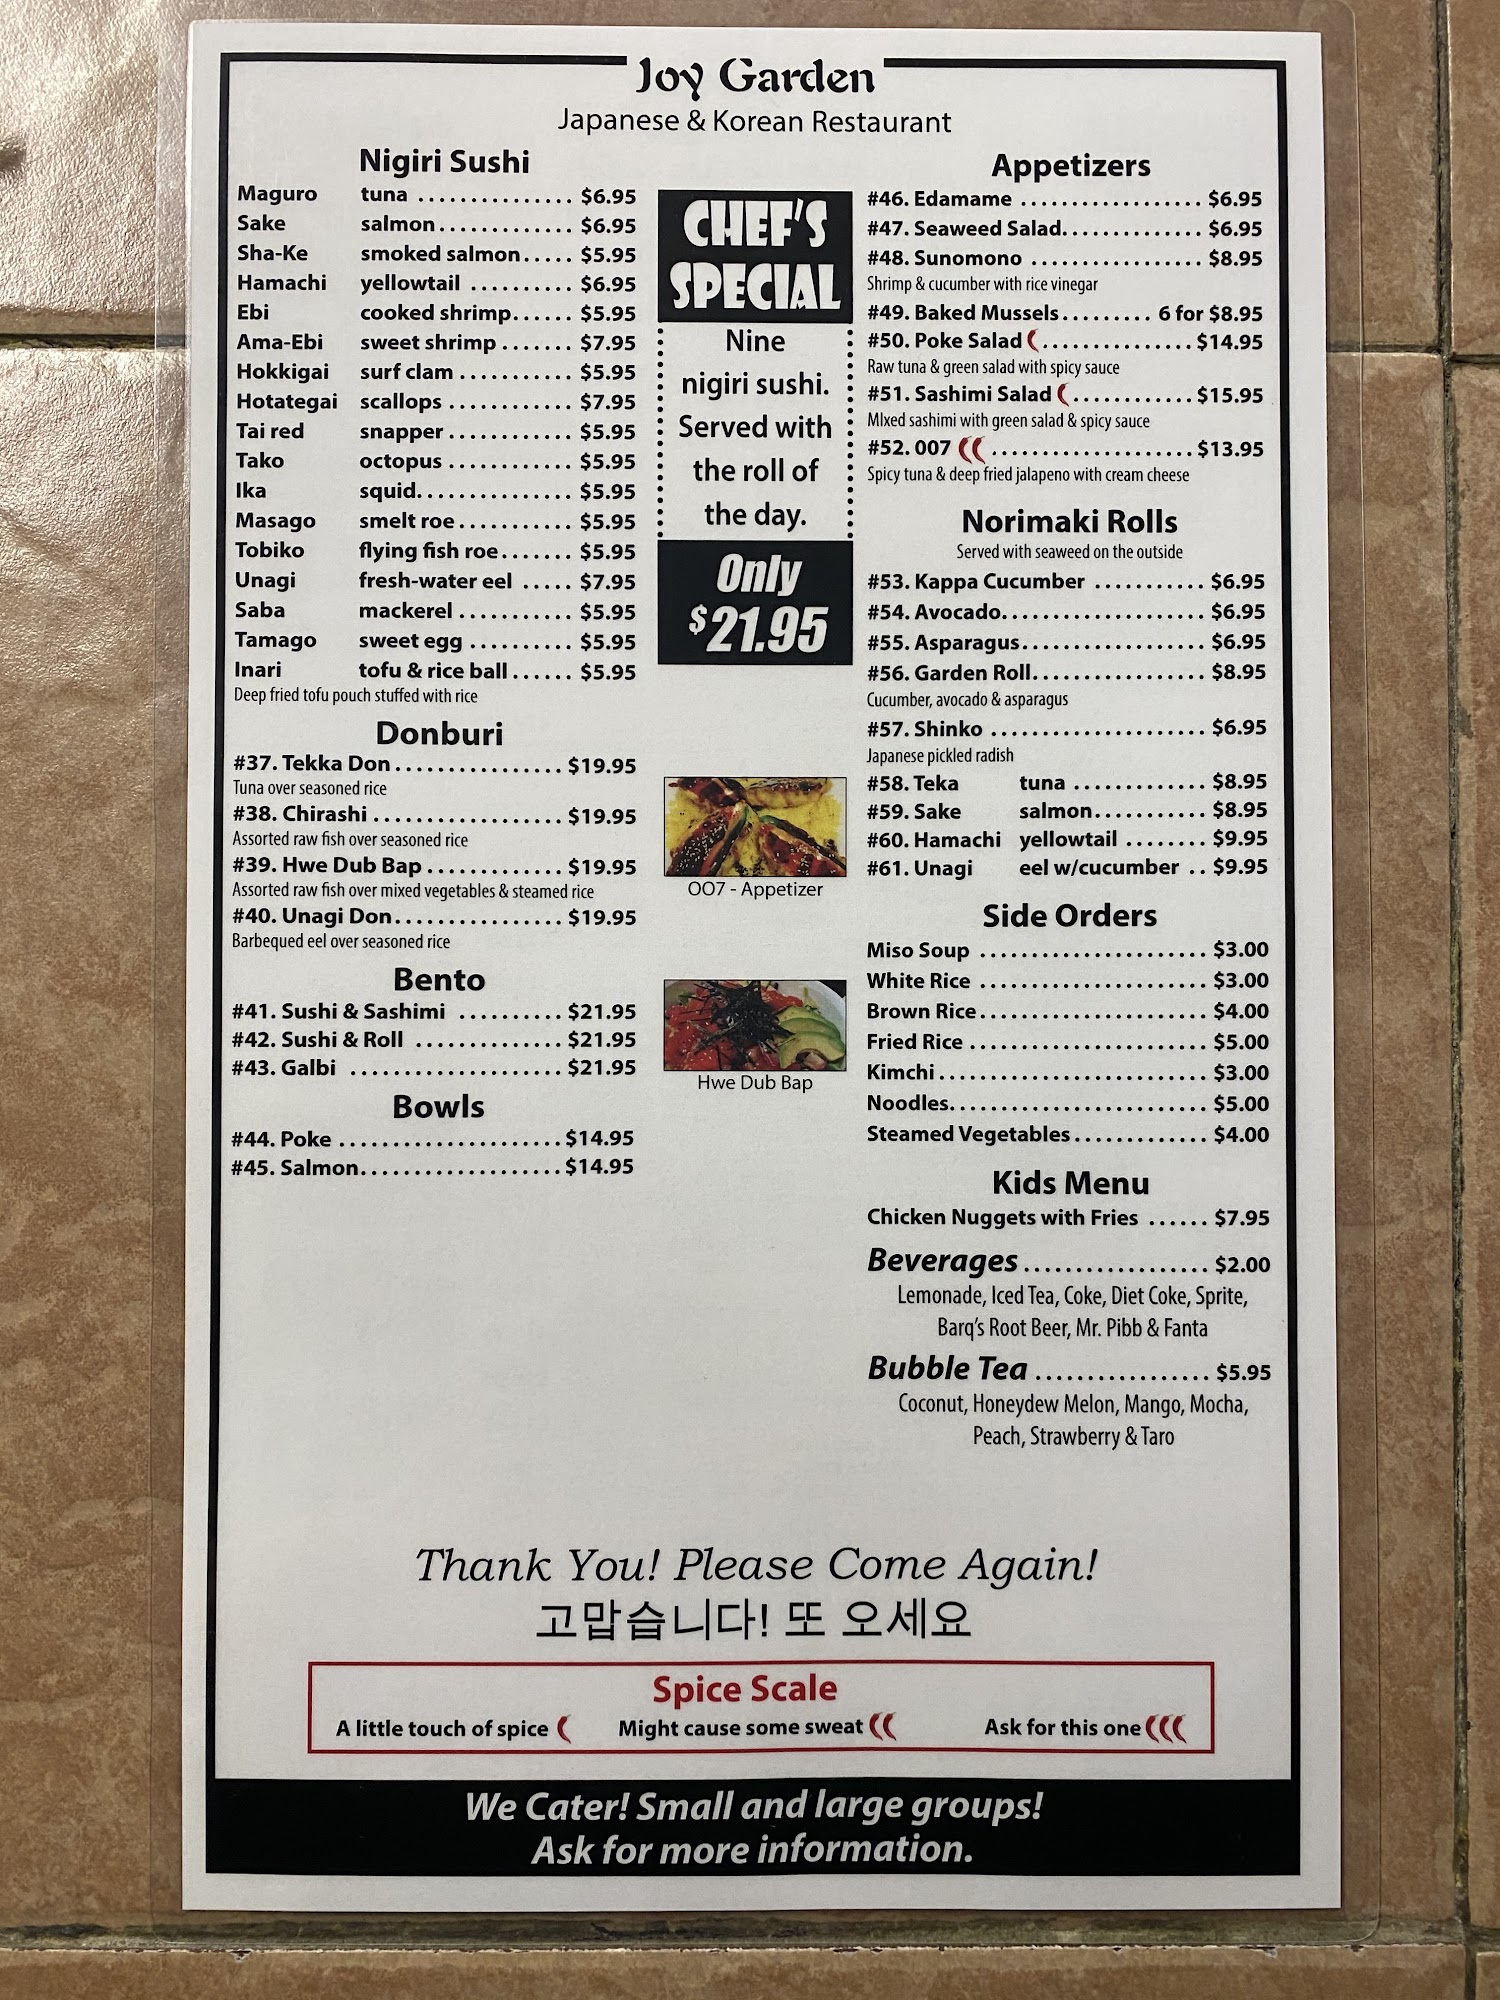 Joy Garden
Japanese & Korean Restaurant
Nigiri Sushi
Maguro tuna ............... $6.95
Sake salmon............. $6.95
Sha-Ke smoked salmon..... $5.95
Hamachi yellowtail .......... $6.95
Ebi cooked shrimp...... $5.95
Ama-Ebi sweet shrimp ....... $7.95
Hokkigai surf clam ........... $5.95
Hotategai scallops ............ $7.95
Tai red snapper ............ $5.95
Tako octopus ............ $5.95
Ika squid............... $5.95
Masago smelt roe ........... $5.95
Tobiko flying fish roe ....... $5.95
Unagi fresh-water eel ..... $7.95
Saba mackerel ........... $5.95
Tamago sweet egg .......... $5.95
Inari tofu & rice ball ...... $5.95
Deep fried tofu pouch stuffed with rice
Donburi
#37. Tekka Don ................ $19.95
Tuna over seasoned rice
#38. Chirashi .................. $19.95
Assorted raw fish over seasoned rice
#39. Hwe Dub Bap ............. $19.95
Assorted raw fish over mixed vegetables & steamed rice
#40. Unagi Don................ $19.95
Barbequed eel over seasoned rice
Bento
#41. Sushi & Sashimi .......... $21.95
#42. Sushi & Roll .............. $21.95
#43. Galbi ..................... $21.95
Bowls
#44. Poke ..................... $14.95
#45. Salmon................... $14.95
CHEF'S
SPECIAL
Nine
nigiri sushi.
Served with
the roll of
the day.
Only
$21.95
OO7 - Appetizer
Hwe Dub Bap
Appetizers
#46. Edamame .................. $6.95
#47. Seaweed Salad............. $6.95
#48. Sunomono ................. $8.95
Shrimp & cucumber with rice vinegar
#49. Baked Mussels ......... 6 for $8.95
#50. Poke Salad ............... $14.95
Raw tuna & green salad with spicy sauce
#51. Sashimi Salad ............ $15.95
MIxed sashimi with green salad & spicy sauce
#52. 007 .................... $13.95
Spicy tuna & deep fried jalapeno with cream cheese
Norimaki Rolls
Served with seaweed on the outside
#53. Kappa Cucumber ........... $6.95
#54. Avocado.................... $6.95
#55. Asparagus.................. $6.95
#56. Garden Roll................. $8.95
Cucumber, avocado & asparagus
#57. Shinko ..................... $6.95
Japanese pickled radish
#58. Teka tuna ............. $8.95
#59. Sake salmon........... $8.95
#60. Hamachi yellowtail ........ $9.95
#61. Unagi eel w/cucumber .. $9.95
Side Orders
Miso Soup ...................... $3.00
White Rice ...................... $3.00
Brown Rice ...................... $4.00
Fried Rice ....................... $5.00
Kimchi .......................... $3.00
Noodles......................... $5.00
Steamed Vegetables ............. $4.00
Kids Menu
Chicken Nuggets with Fries ...... $7.95
Beverages .................. $2.00
Lemonade, Iced Tea, Coke, Diet Coke, Sprite,
Barq's Root Beer, Mr. Pibb & Fanta
Bubble Tea ................. $5.95
Coconut, Honeydew Melon, Mango, Mocha,
Peach, Strawberry & Taro
Thank You! Please Come Again!
고맙습니다! 또 오세요
Spice Scale
A little touch of spice Might cause some sweat Ask for this one
We Cater! Small and large groups!
Ask for more information.